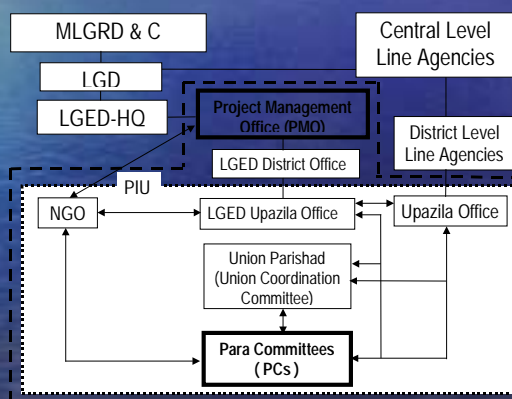 MLGRD & C
Central Level
Line Agencies
LGD
LGED-HQ
Project Management
Office (PMO)
District Level
Line Agencies
LGED District Office
PIU
NGO
LGED Upazila Office
Upazila Office
Union Parishad
(Union Coordination
Committee)
Para Committees
( PCs )